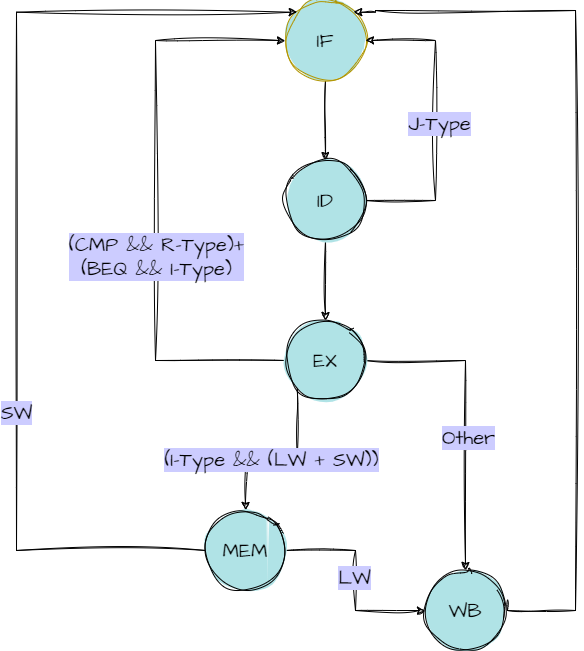 IF
J-Type
ID
(CMP && R-Type)+
(BEQ && I-Type)
EX
SW
Other
(I-Type && (LW + SW))
MEM
LW
WB